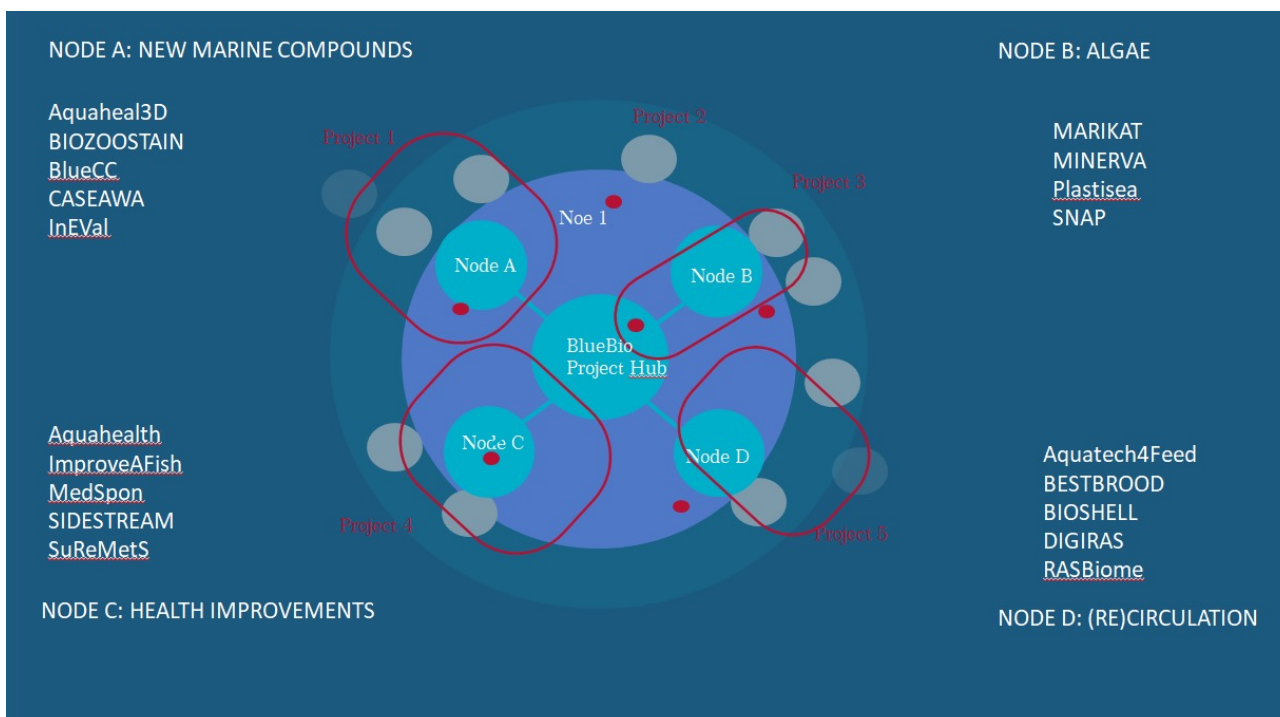 NODE A: NEW MARINE COMPOUNDS
NODE B: ALGAE
Aquaheal3D
BIOZOOSTAIN
BlueCC
CASEAWA
InEVal
MARIKAT
MINERVA
Plastisea
SNAP
Project 1
Project 2
Project 3
Noe 1
Node A
Node B
BlueBio
Project Hub
Node C
Node D
Project 4
Project 5
Aquahealth
ImproveAFish
MedSpon
SIDESTREAM
SuReMetS
Aquatech4Feed
BESTBROOD
BIOSHELL
DIGIRAS
RASBiome
NODE C: HEALTH IMPROVEMENTS
NODE D: (RE)CIRCULATION